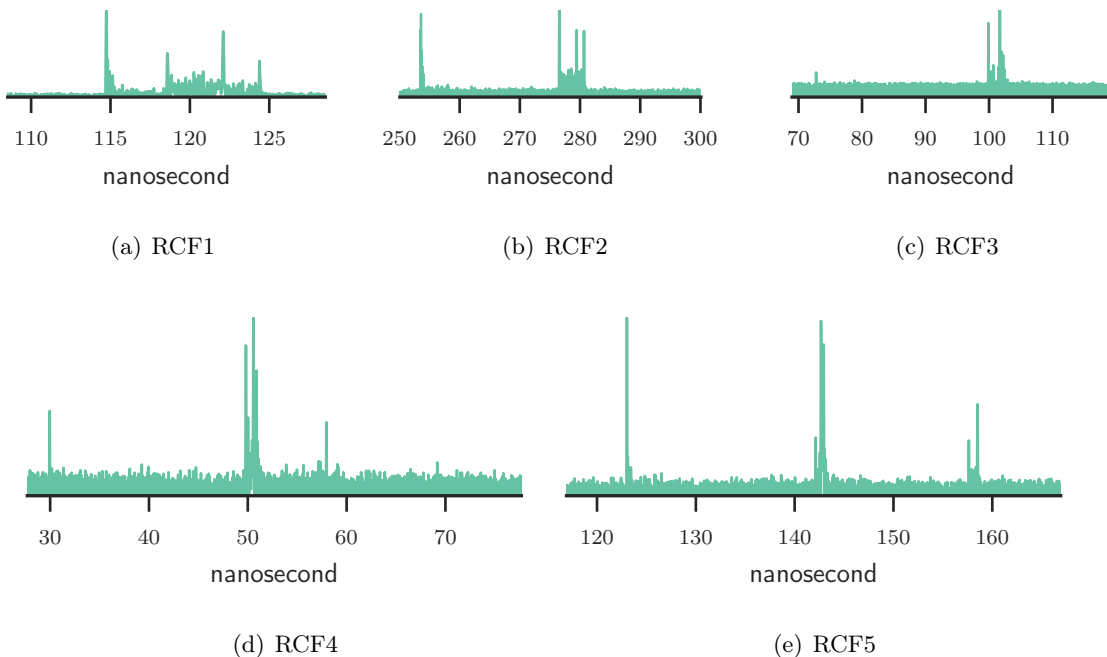 110 115 120 125
nanosecond
(a) RCF1
250 260 270 280 290 300
nanosecond
(b) RCF2
70 80 90 100 110
nanosecond
(c) RCF3
30 40 50 60 70
nanosecond
(d) RCF4
120 130 140 150 160
nanosecond
(e) RCF5